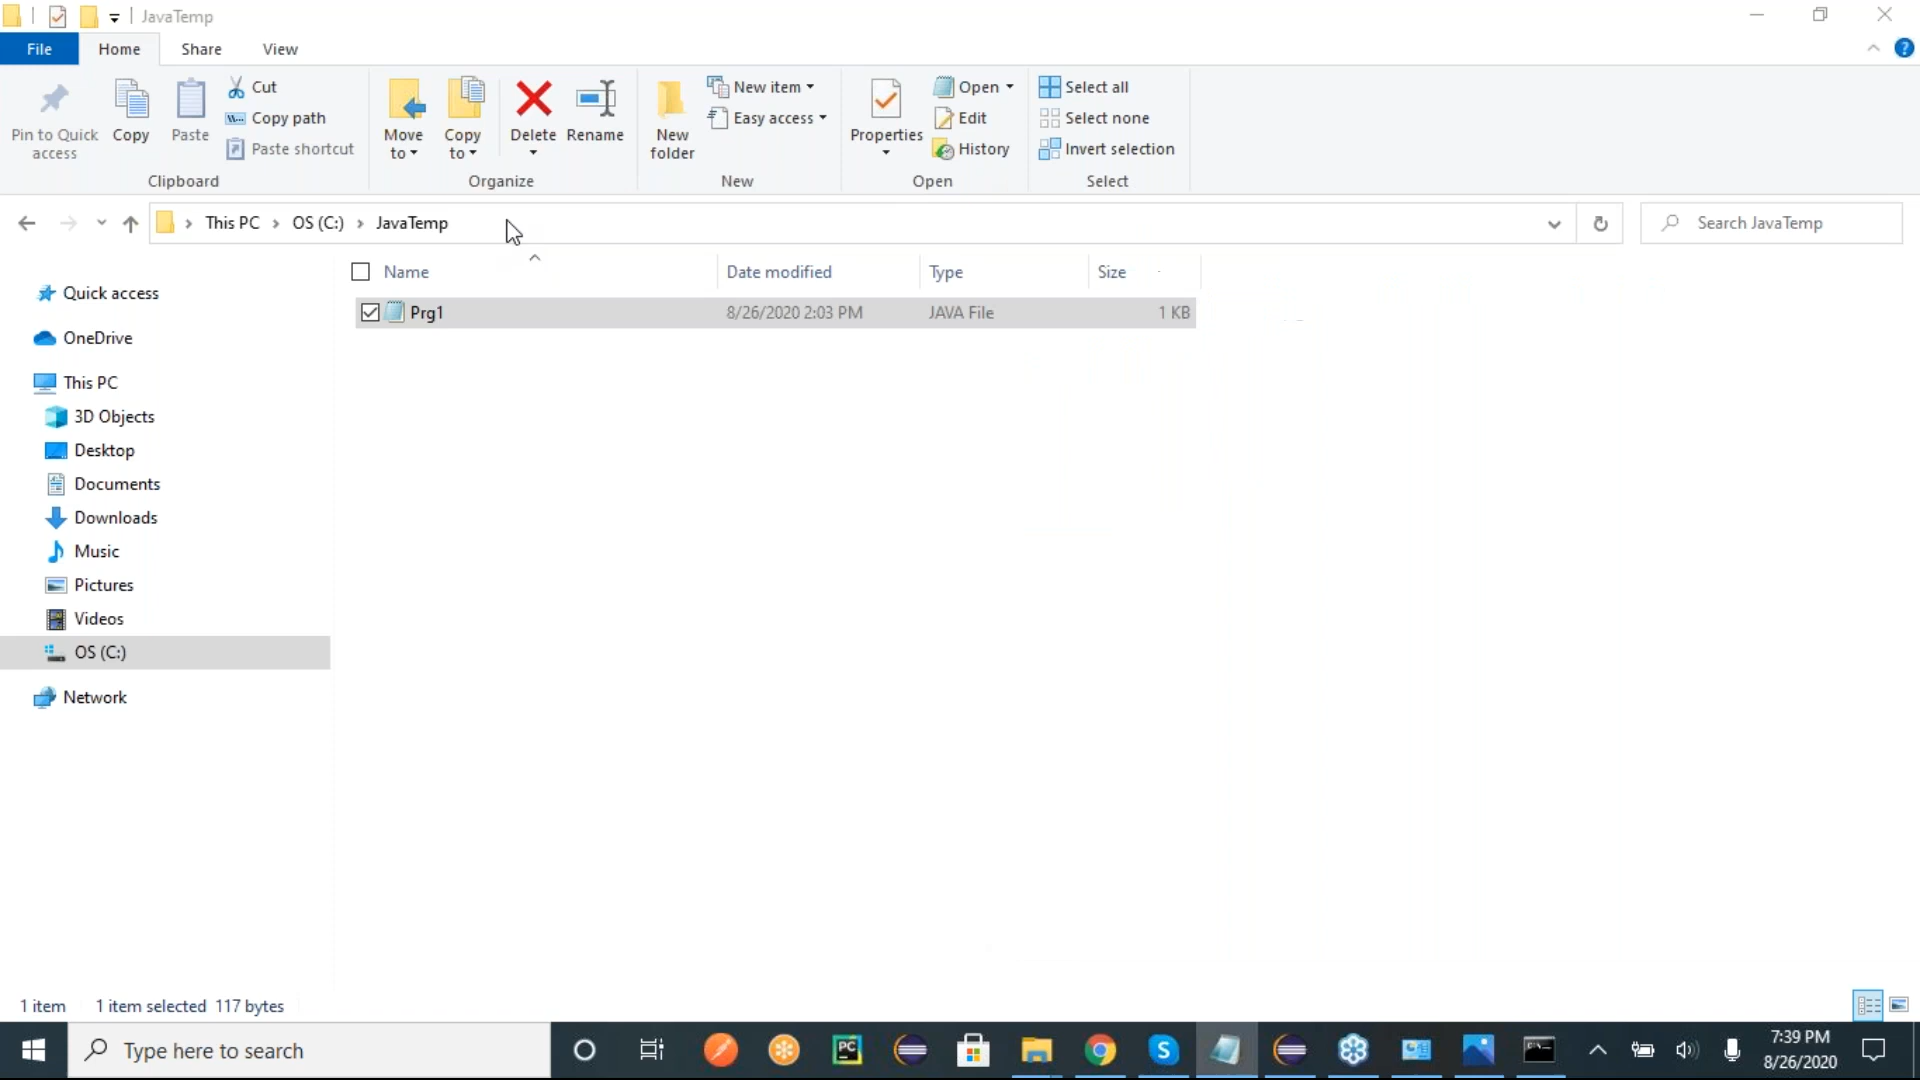 JavaTemp
File Home Share View
Pin to Quick access
Copy
Paste
Cut
Copy path
Paste shortcut
Clipboard
Move to
Copy to
Delete
Rename
Organize
New folder
New item
Easy access
New
Properties
Open
Edit
History
Open
Select all
Select none
Invert selection
Select
This PC > OS (C:) > JavaTemp
Search JavaTemp
Name Date modified Type Size
Prg1 8/26/2020 2:03 PM JAVA File 1 KB
Quick access
OneDrive
This PC
3D Objects
Desktop
Documents
Downloads
Music
Pictures
Videos
OS (C:)
Network
1 item 1 item selected 117 bytes
Type here to search
PC
S
7:39 PM
8/26/2020